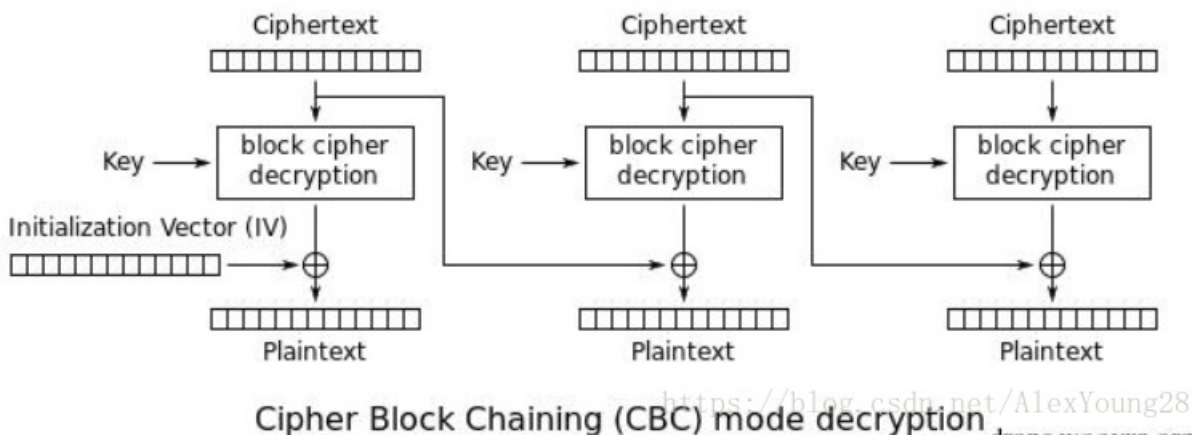 Ciphertext
Ciphertext
Ciphertext
Key
block cipher
decryption
Key
block cipher
decryption
Key
block cipher
decryption
Initialization Vector (IV)
Plaintext
Plaintext
Plaintext
https://blog.csdn.net/AlexYoung28
Cipher Block Chaining (CBC) mode decryption